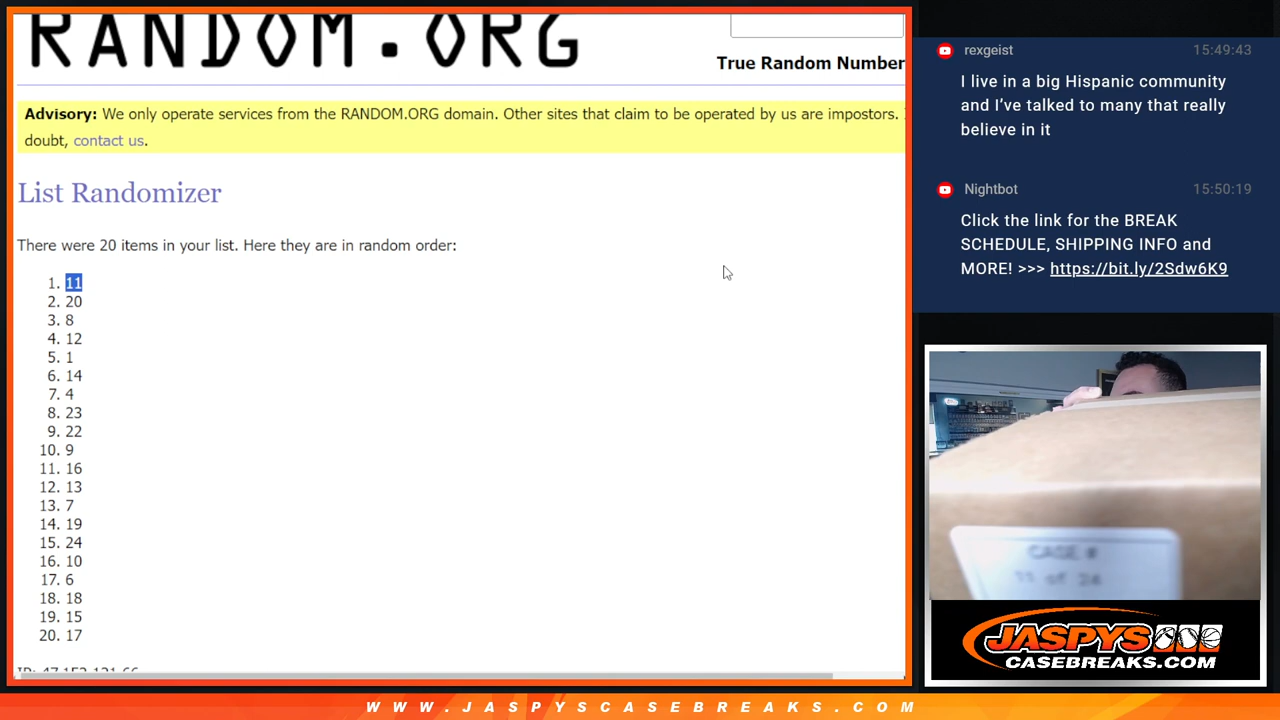 RANDOM.ORG
True Random Number
Advisory: We only operate services from the RANDOM.ORG domain. Other sites that claim to be operated by us are impostors.
doubt, contact us.
List Randomizer
There were 20 items in your list. Here they are in random order:
1. 11
2. 20
3. 8
4. 12
5. 1
6. 14
7. 4
8. 23
9. 22
10. 9
11. 16
12. 13
13. 7
14. 19
15. 24
16. 10
17. 6
18. 18
19. 15
20. 17
rexgeist 15:49:43
I live in a big Hispanic community
and I've talked to many that really
believe in it
Nightbot 15:50:19
Click the link for the BREAK
SCHEDULE, SHIPPING INFO and
MORE! >>> https://bit.ly/2Sdw6K9
CASE #
11 of 24
JASPYS
CASEBREAKS.COM
WWW.JASPYSCASEBREAKS.COM